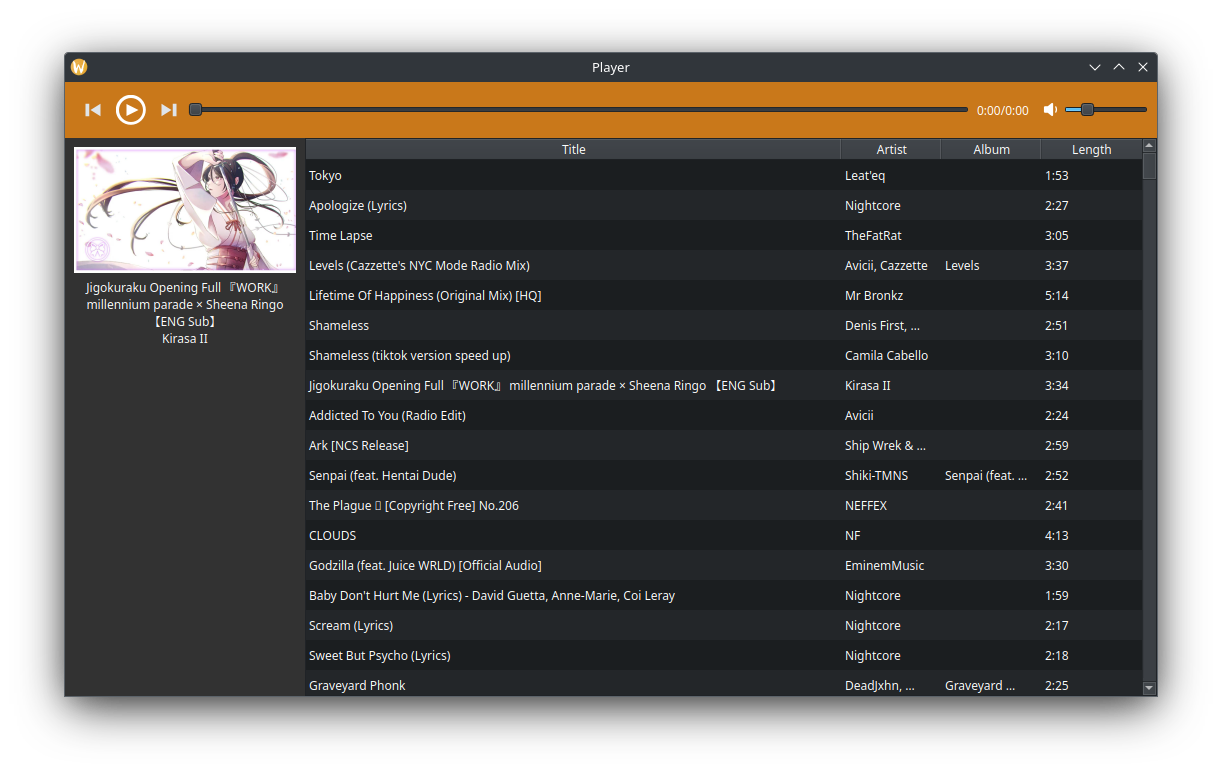 Player
0:00/0:00
Title Artist Album Length
Jigokuraku Opening Full 『WORK』
millennium parade × Sheena Ringo
【ENG Sub】
Kirasa II
Tokyo Leat'eq 1:53
Apologize (Lyrics) Nightcore 2:27
Time Lapse TheFatRat 3:05
Levels (Cazzette's NYC Mode Radio Mix) Avicii, Cazzette Levels 3:37
Lifetime Of Happiness (Original Mix) [HQ] Mr Bronkz 5:14
Shameless Denis First, ... 2:51
Shameless (tiktok version speed up) Camila Cabello 3:10
Jigokuraku Opening Full 『WORK』 millennium parade × Sheena Ringo 【ENG Sub】 Kirasa II 3:34
Addicted To You (Radio Edit) Avicii 2:24
Ark [NCS Release] Ship Wrek & ... 2:59
Senpai (feat. Hentai Dude) Shiki-TMNS Senpai (feat. ... 2:52
The Plague ▯ [Copyright Free] No.206 NEFFEX 2:41
CLOUDS NF 4:13
Godzilla (feat. Juice WRLD) [Official Audio] EminemMusic 3:30
Baby Don't Hurt Me (Lyrics) - David Guetta, Anne-Marie, Coi Leray Nightcore 1:59
Scream (Lyrics) Nightcore 2:17
Sweet But Psycho (Lyrics) Nightcore 2:18
Graveyard Phonk DeadJxhn, ... Graveyard ... 2:25